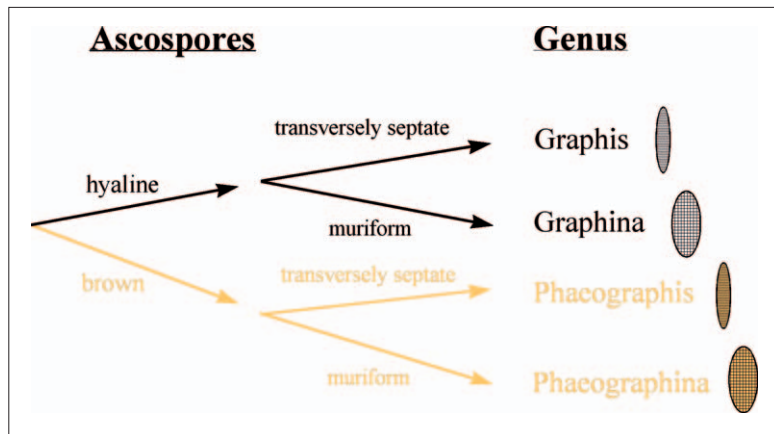 Ascospores Genus
transversely septate
Graphis
hyaline
muriform
Graphina
brown
transversely septate
Phaeographis
muriform
Phaeographina